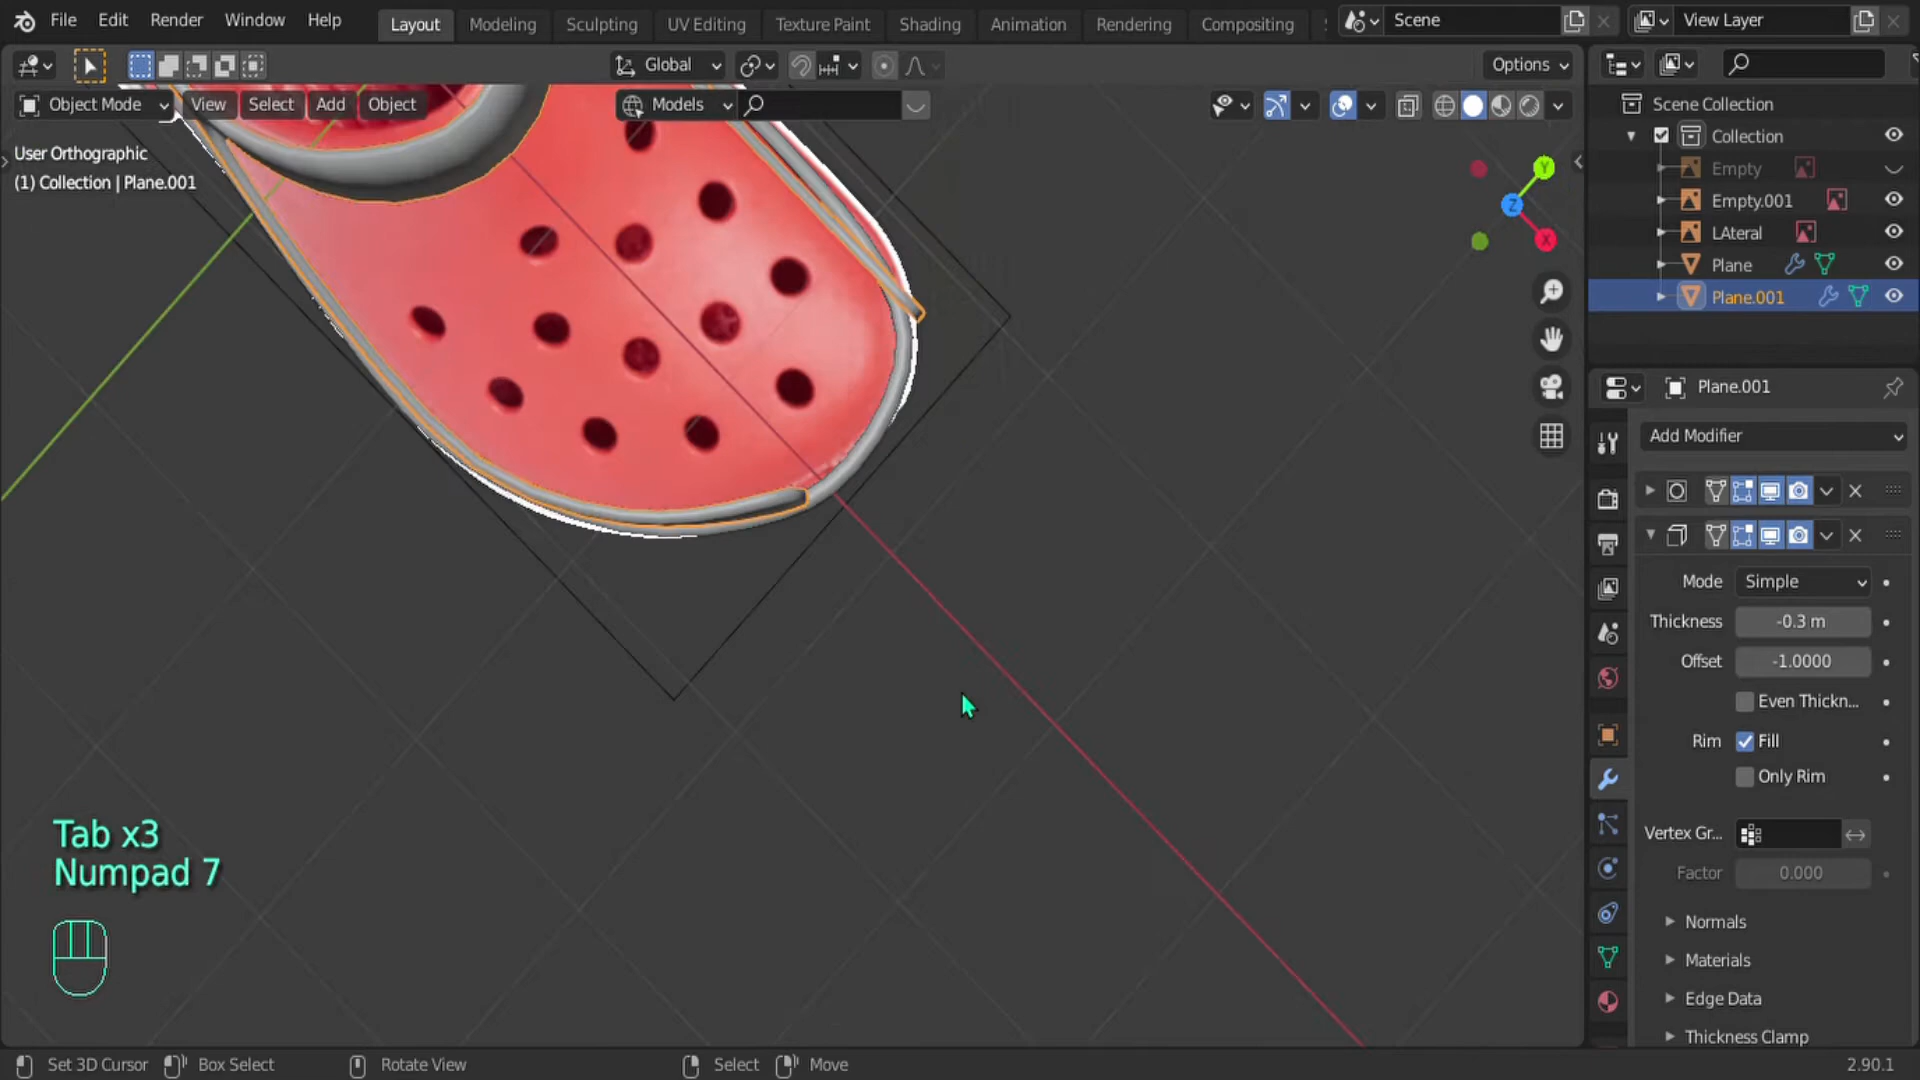 File Edit Render Window Help Layout Modeling Sculpting UV Editing Texture Paint Shading Animation Rendering Compositing Scene View Layer
Global Options
Object Mode View Select Add Object Models
User Orthographic
(1) Collection | Plane.001
Z
Y
X
Scene Collection
Collection
Empty
Empty.001
LAteral
Plane
Plane.001
Plane.001
Add Modifier
Mode Simple
Thickness -0.3 m
Offset -1.0000
Even Thickn...
Rim Fill
Only Rim
Vertex Gr...
Factor 0.000
Normals
Materials
Edge Data
Thickness Clamp
Tab x3
Numpad 7
Set 3D Cursor Box Select Rotate View Select Move 2.90.1